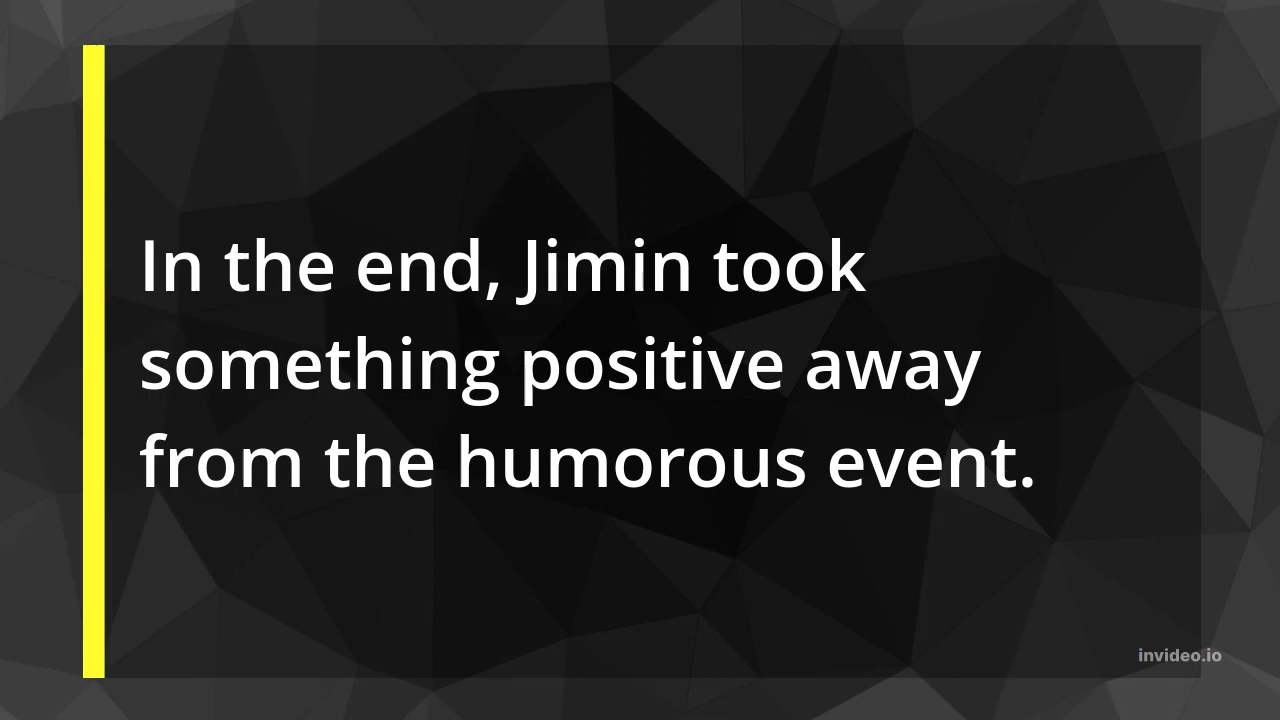 In the end, Jimin took
something positive away
from the humorous event.
invideo.io